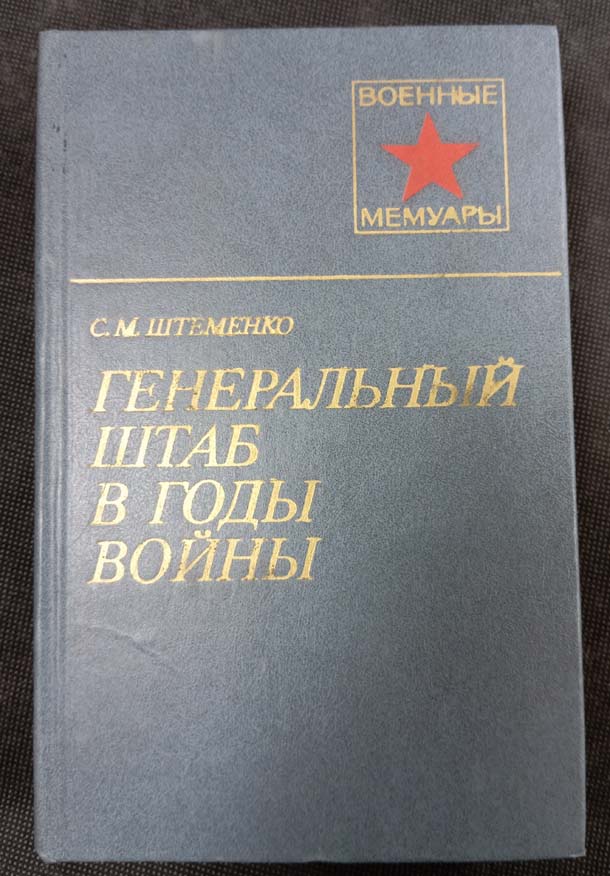 ВОЕННЫЕ
МЕМУАРЫ
С. М. ШТЕМЕНКО
ГЕНЕРАЛЬНЫЙ
ШТАБ
В ГОДЫ
ВОЙНЫ